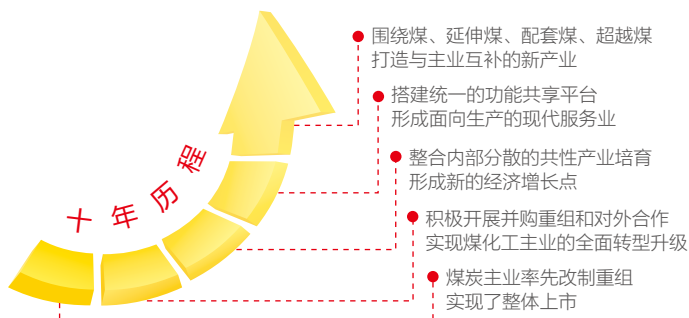 围绕煤、延伸煤、配套煤、超越煤
打造与主业互补的新产业
搭建统一的功能共享平台
形成面向生产的现代服务业
整合内部分散的共性产业培育
形成新的经济增长点
积极开展并购重组和对外合作
实现煤化工主业的全面转型升级
煤炭主业率先改制重组
实现了整体上市
十年历程